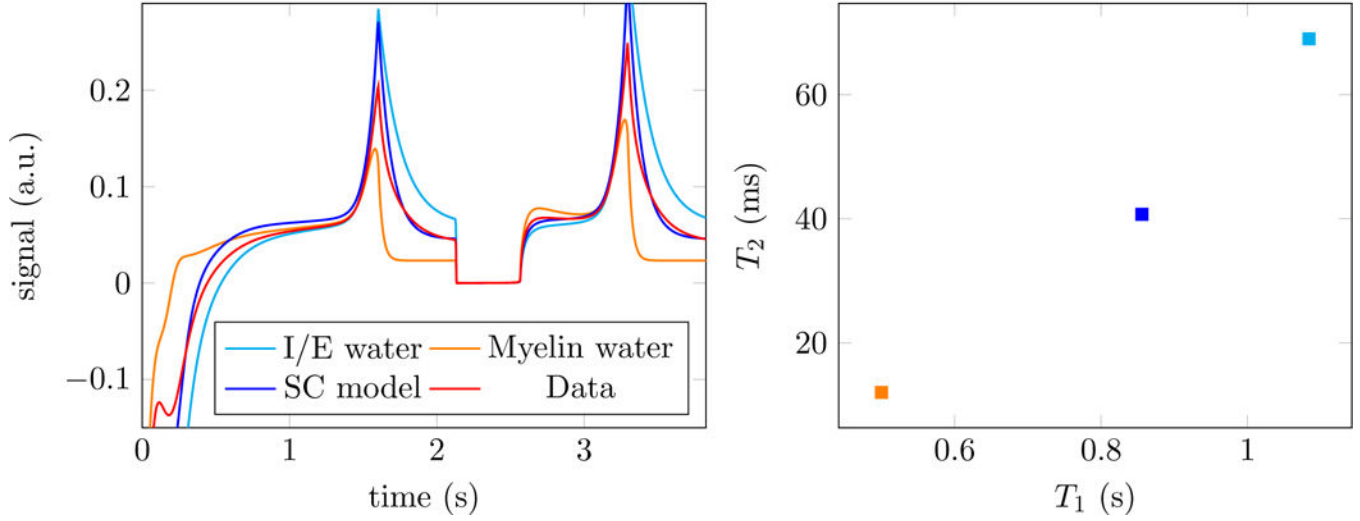 signal (a.u.)
0.2
0.1
0
−0.1
I/E water Myelin water
SC model Data
0 1 2 3
time (s)
T₂ (ms)
60
40
20
0.6 0.8 1
T₁ (s)